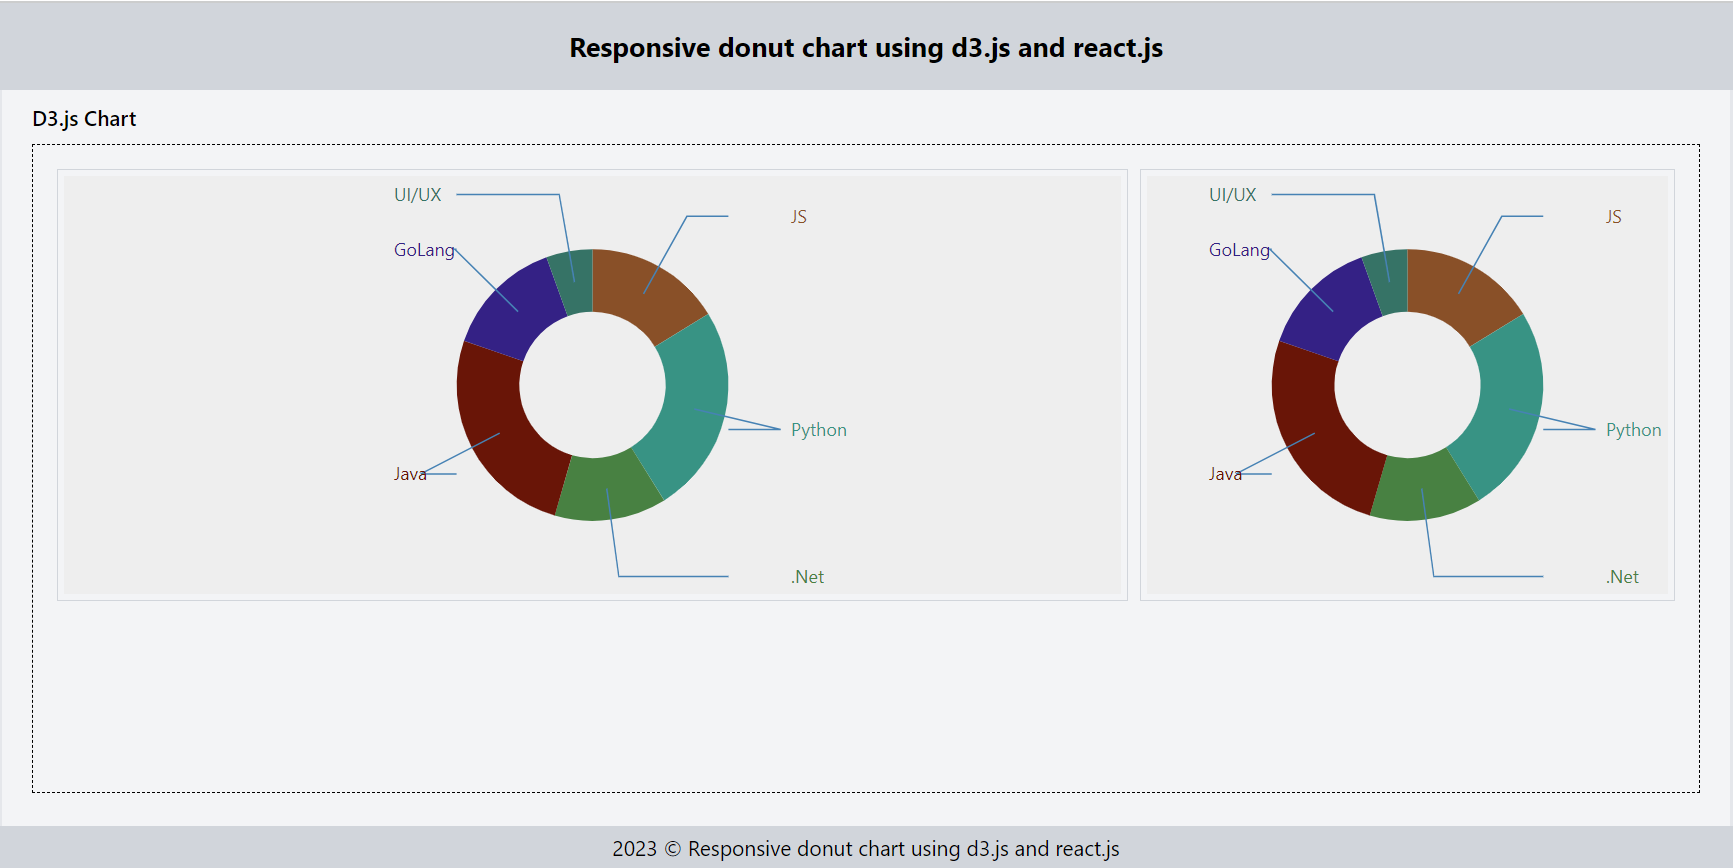 Responsive donut chart using d3.js and react.js
D3.js Chart
UI/UX
JS
GoLang
Python
Java
.Net
UI/UX
JS
GoLang
Python
Java
.Net
2023 © Responsive donut chart using d3.js and react.js